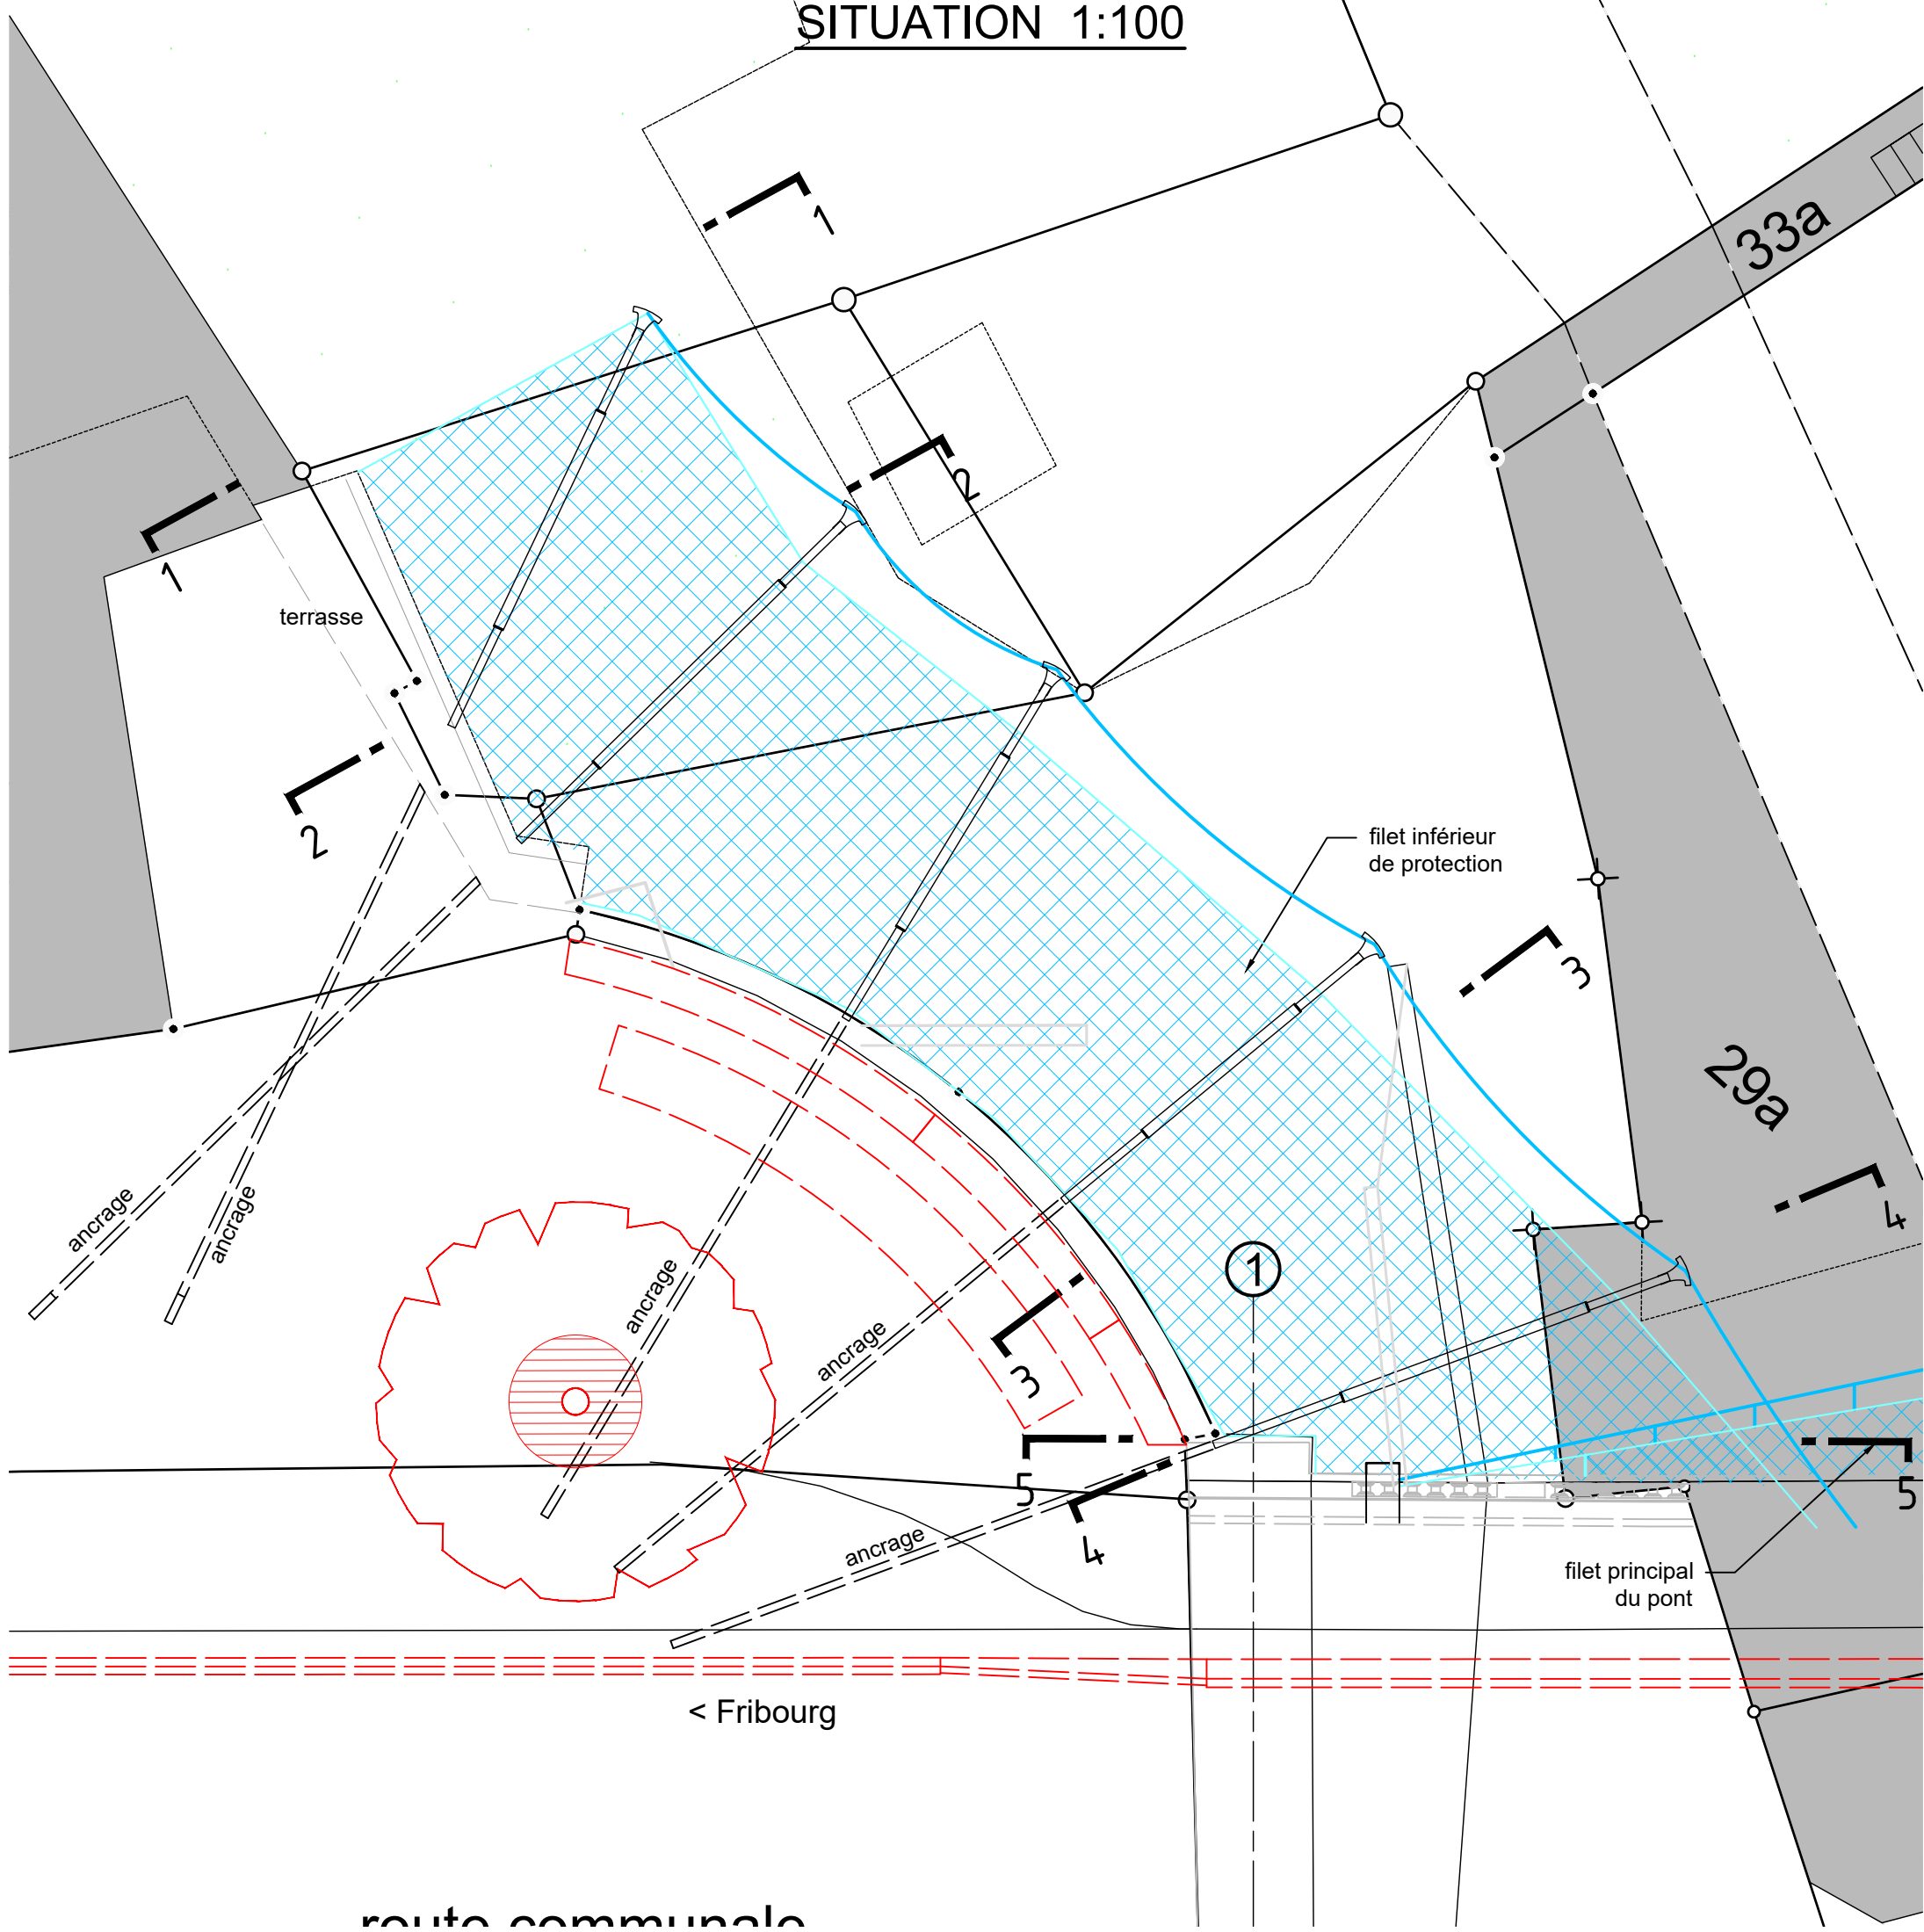 SITUATION 1:100
33a
1
2
1
terrasse
2
filet inférieur
de protection
3
29a
4
ancrage
ancrage
ancrage
ancrage
1
3
5
5
4
ancrage
filet principal
du pont
< Fribourg
route communale